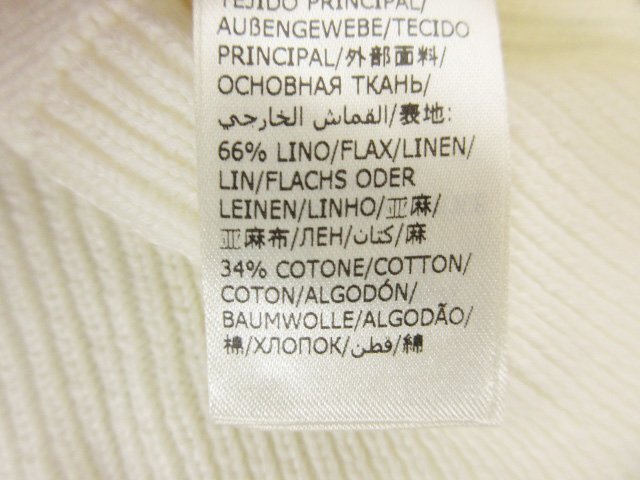 TEJIDO PRINCIPAL/
AUßENGEWEBE/TECIDO
PRINCIPAL/外部面料/
ОСНОВНАЯ ТКАНЬ/
القماش الخارجي/裏地:
66% LINO/FLAX/LINEN/
LIN/FLACHS ODER
LEINEN/LINHO/亚麻/
亚麻布/ЛЕН/كتان/麻
34% COTONE/COTTON/
COTON/ALGODÓN/
BAUMWOLLE/ALGODÃO/
棉/ХЛОПОК/قطن/綿